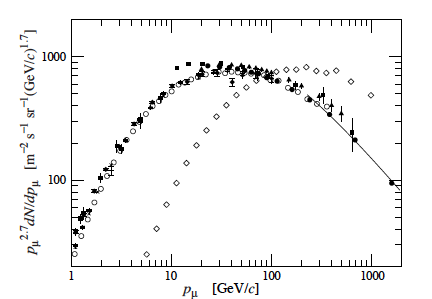 p_μ^2.7 dN/dp_μ [m^−2 s^−1 sr^−1 (GeV/c)^1.7]
1000
100
1 10 100 1000
p_μ [GeV/c]